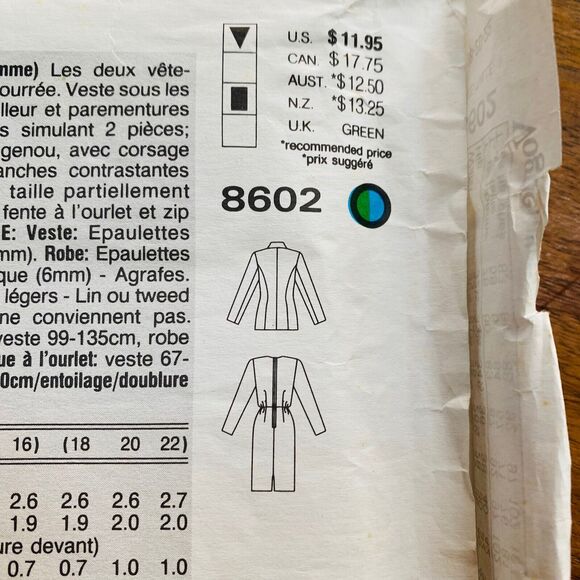 U.S. $ 11.95
CAN. $ 17.75
AUST. *$ 12.50
N.Z. *$ 13.25
U.K. GREEN
*recommended price
*prix suggéré
8602
mme) Les deux vête-
ourrée. Veste sous les
illeur et parementures
s simulant 2 pièces;
genou, avec corsage
anches contrastantes
taille partiellement
fente à l'ourlet et zip
E: Veste: Epaulettes
mm). Robe: Epaulettes
que (6mm) - Agrafes.
légers - Lin ou tweed
ne conviennent pas.
veste 99-135cm, robe
ue à l'ourlet: veste 67-
0cm/entoilage/doublure
16) (18 20 22)
2.6 2.6 2.6 2.7
1.9 1.9 2.0 2.0
ure devant)
0.7 0.7 1.0 1.0
8602